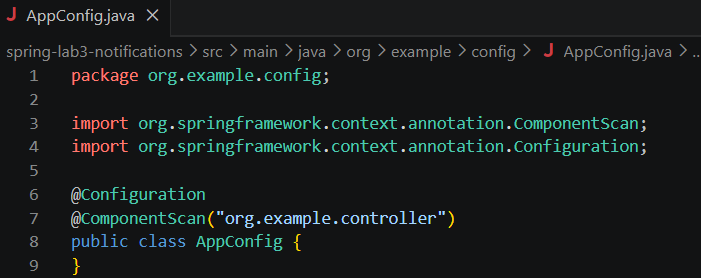 J AppConfig.java ×
spring-lab3-notifications > src > main > java > org > example > config > J AppConfig.java > ...
1 package org.example.config;
2
3 import org.springframework.context.annotation.ComponentScan;
4 import org.springframework.context.annotation.Configuration;
5
6 @Configuration
7 @ComponentScan("org.example.controller")
8 public class AppConfig {
9 }